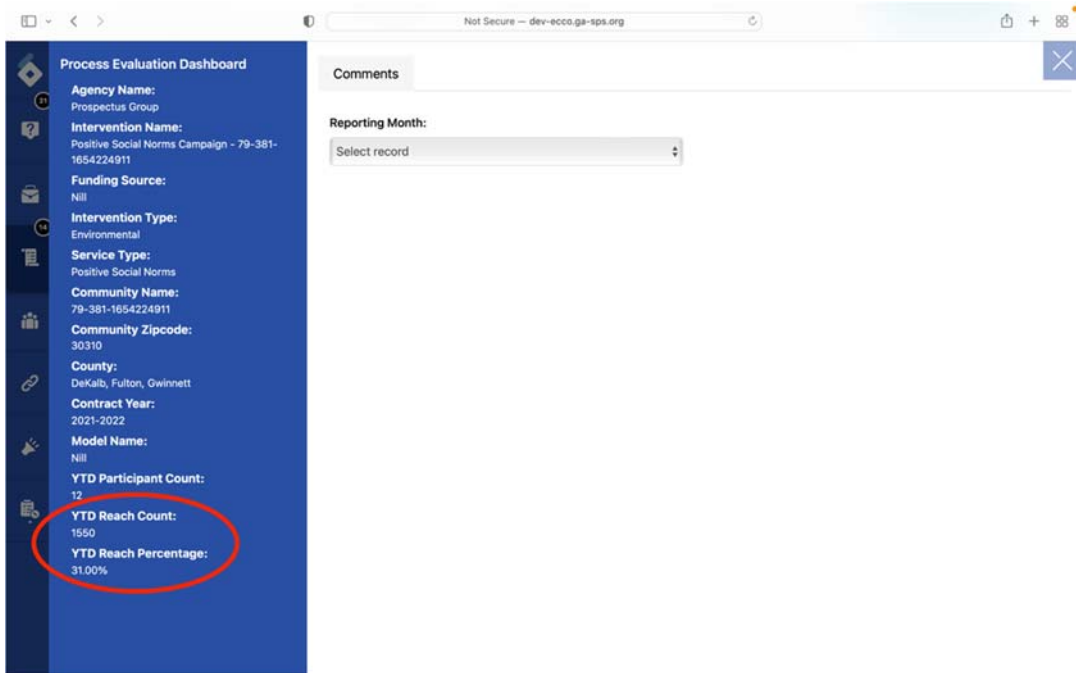 Not Secure — dev-ecco.ga-sps.org
Process Evaluation Dashboard
Agency Name:
Prospectus Group
Intervention Name:
Positive Social Norms Campaign - 79-381-
1654224911
Funding Source:
Nill
Intervention Type:
Environmental
Service Type:
Positive Social Norms
Community Name:
79-381-1654224911
Community Zipcode:
30310
County:
DeKalb, Fulton, Gwinnett
Contract Year:
2021-2022
Model Name:
Nill
YTD Participant Count:
12
YTD Reach Count:
1550
YTD Reach Percentage:
31.00%
21
14
Comments
Reporting Month:
Select record